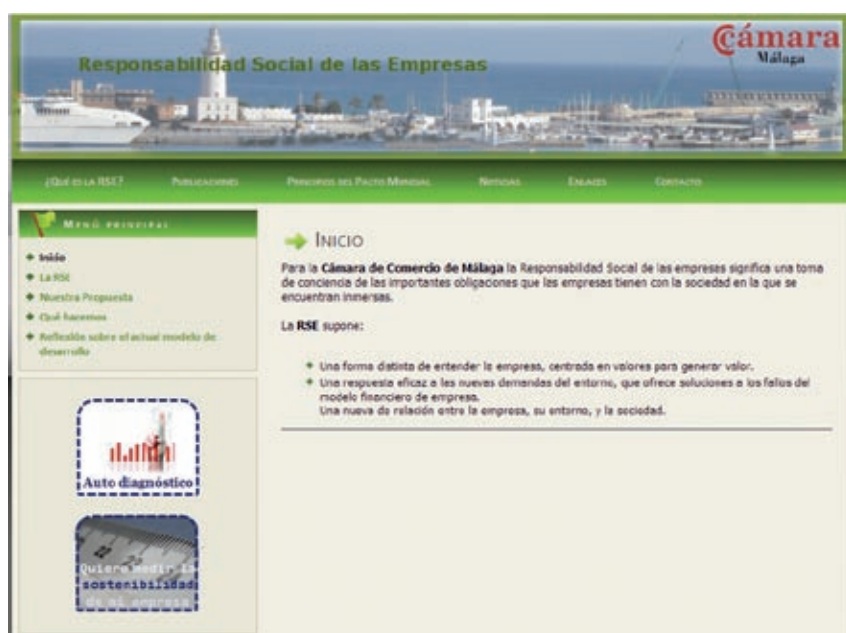 Cámara
Málaga
Responsabilidad Social de las Empresas
¿Qué es la RSE? Publicaciones Principios del Pacto Mundial Noticias Enlaces Contacto
Menú principal
Inicio
La RSE
Nuestra Propuesta
Qué hacemos
Reflexión sobre el actual modelo de
desarrollo
Auto diagnóstico
Quiero medir la
sostenibilidad
de mi empresa
Inicio
Para la Cámara de Comercio de Málaga la Responsabilidad Social de las empresas significa una toma
de conciencia de las importantes obligaciones que las empresas tienen con la sociedad en la que se
encuentran inmersas.
La RSE supone:
Una forma distinta de entender la empresa, centrada en valores para generar valor.
Una respuesta eficaz a las nuevas demandas del entorno, que ofrece soluciones a los fallos del
modelo financiero de empresa.
Una nueva de relación entre la empresa, su entorno, y la sociedad.